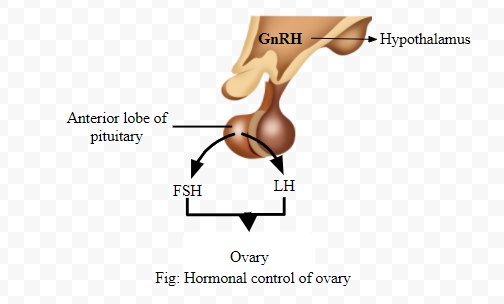 GnRH
Hypothalamus
Anterior lobe of
pituitary
FSH
LH
Ovary
Fig: Hormonal control of ovary